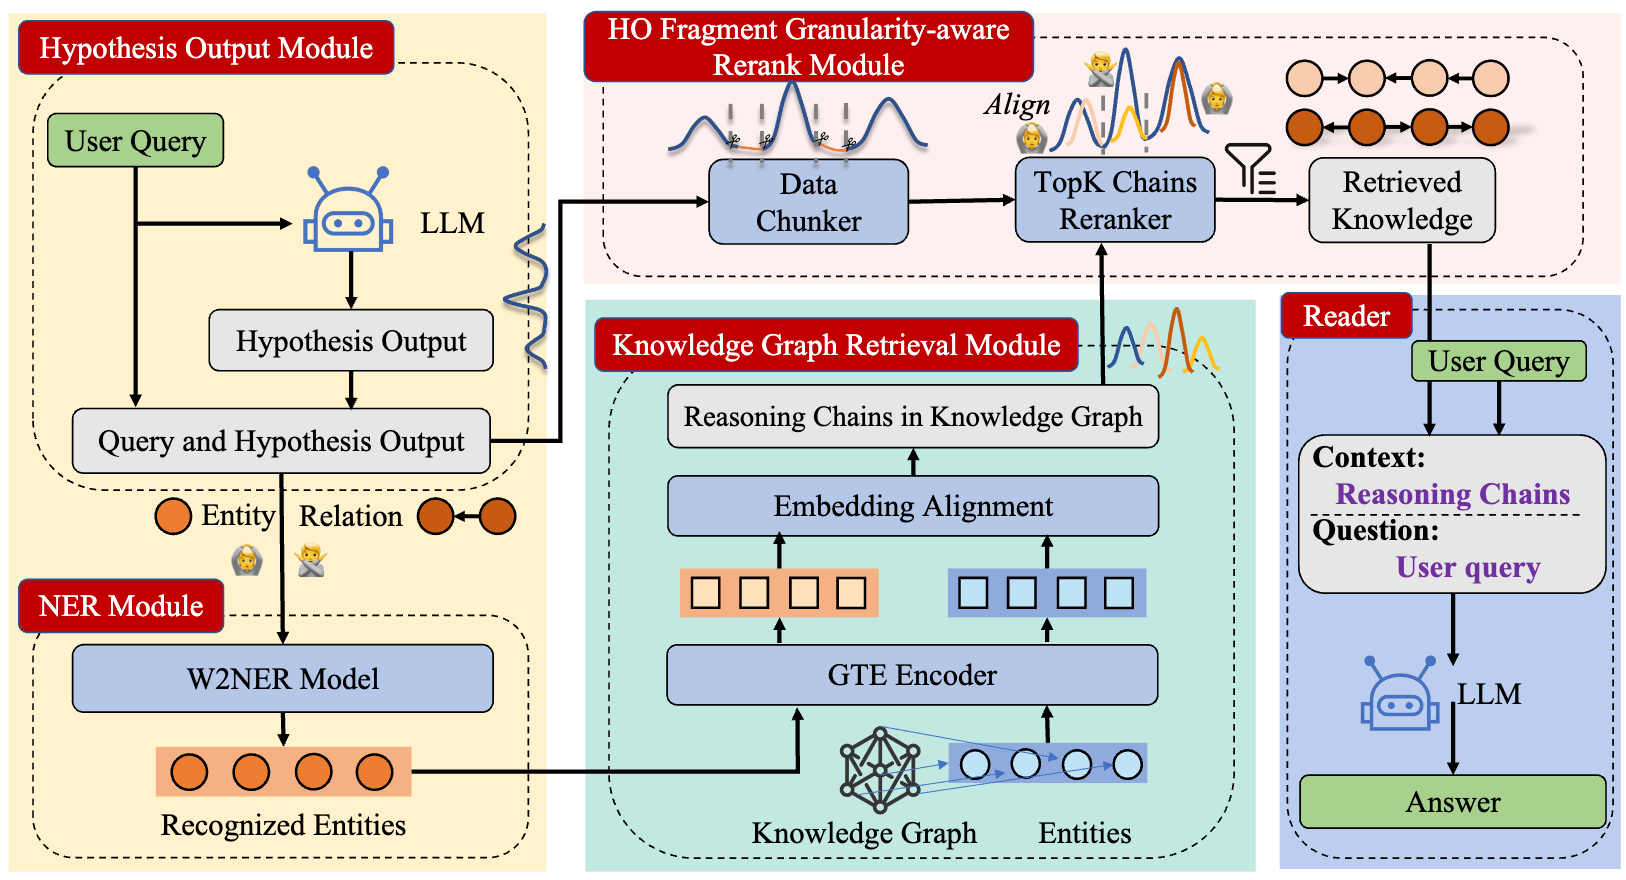 Hypothesis Output Module
User Query
LLM
Hypothesis Output
Query and Hypothesis Output
Entity
Relation
NER Module
W2NER Model
Recognized Entities
HO Fragment Granularity-aware
Rerank Module
Align
Data
Chunker
TopK Chains
Reranker
Retrieved
Knowledge
Knowledge Graph Retrieval Module
Reasoning Chains in Knowledge Graph
Embedding Alignment
GTE Encoder
Knowledge Graph
Entities
Reader
User Query
Context:
Reasoning Chains
Question:
User query
LLM
Answer